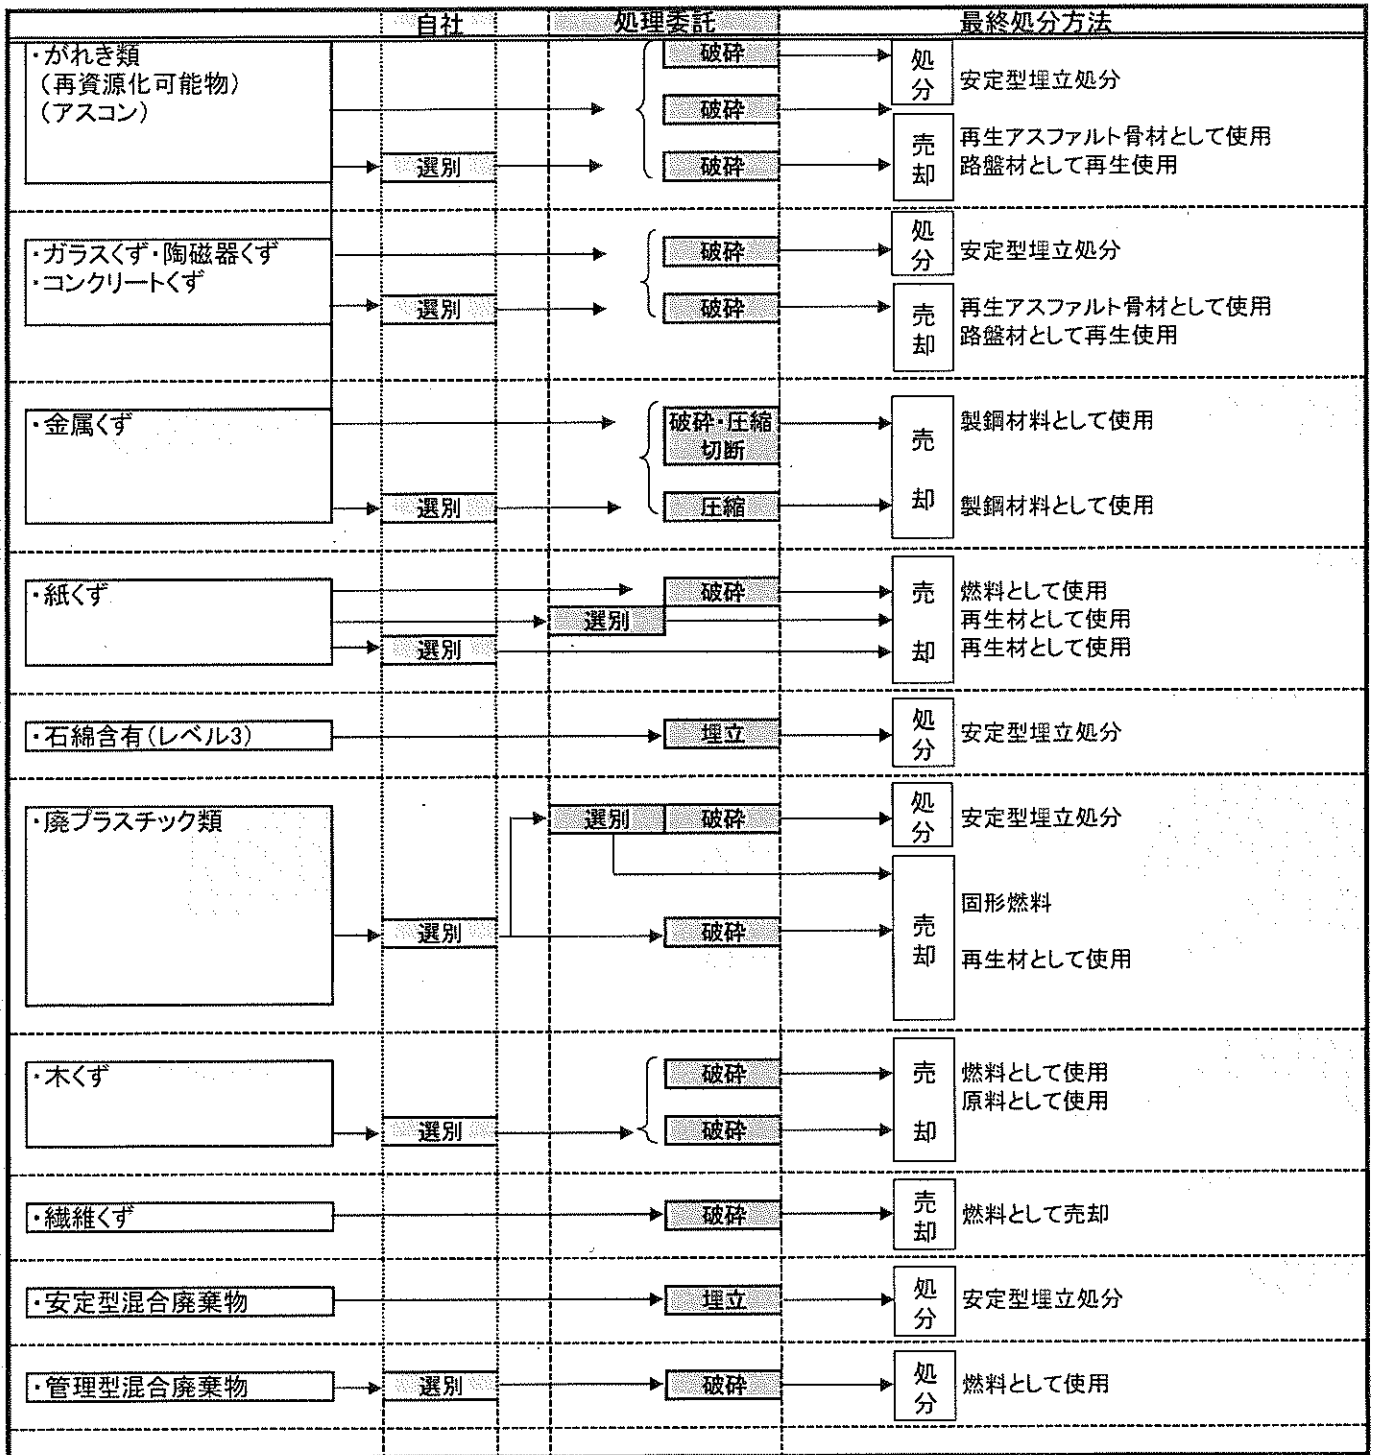 自社 処理委託 最終処分方法
・がれき類 破砕 処分
(再資源化可能物) 安定型埋立処分
(アスコン) 破砕
売却 再生アスファルト骨材として使用
選別 破砕 路盤材として再生使用
・ガラスくず・陶磁器くず 破砕 処分 安定型埋立処分
・コンクリートくず
選別 破砕 売却 再生アスファルト骨材として使用
路盤材として再生使用
・金属くず 破砕・圧縮 売却 製鋼材料として使用
切断
選別 圧縮 製鋼材料として使用
・紙くず 破砕 売却 燃料として使用
選別 再生材として使用
選別 再生材として使用
・石綿含有(レベル3) 埋立 処分 安定型埋立処分
・廃プラスチック類 選別 破砕 処分 安定型埋立処分
固形燃料
選別 破砕 売却
再生材として使用
・木くず 破砕 売却 燃料として使用
原料として使用
選別 破砕
・繊維くず 破砕 売却 燃料として売却
・安定型混合廃棄物 埋立 処分 安定型埋立処分
・管理型混合廃棄物 選別 破砕 処分 燃料として使用